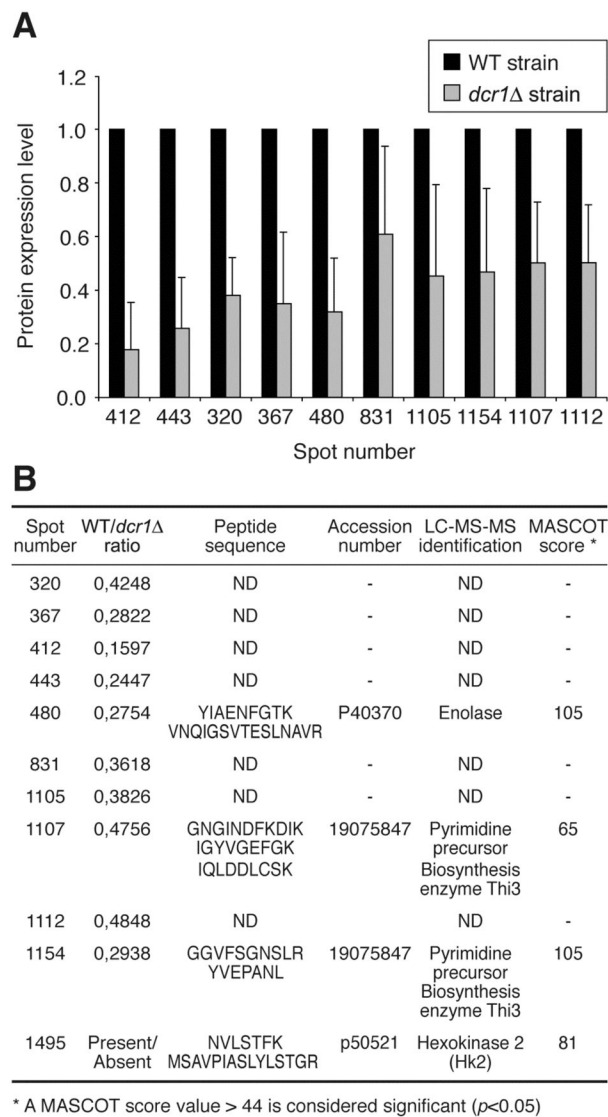 A
WT strain
dcr1Δ strain
Protein expression level
1.2
1.0
0.8
0.6
0.4
0.2
0.0
412 443 320 367 480 831 1105 1154 1107 1112
Spot number
B
Spot number WT/dcr1Δ ratio Peptide sequence Accession number LC-MS-MS identification MASCOT score *
320 0,4248 ND - ND -
367 0,2822 ND - ND -
412 0,1597 ND - ND -
443 0,2447 ND - ND -
480 0,2754 YIAENFGTK P40370 Enolase 105
VNQIGSVTESLNAVR
831 0,3618 ND - ND -
1105 0,3826 ND - ND -
1107 0,4756 GNGINDFKDIK 19075847 Pyrimidine 65
IGYVGEFGK precursor
IQLDDLCSK Biosynthesis
enzyme Thi3
1112 0,4848 ND ND -
1154 0,2938 GGVFSGNSLR 19075847 Pyrimidine 105
YVEPANL precursor
Biosynthesis
enzyme Thi3
1495 Present/ NVLSTFK p50521 Hexokinase 2 81
Absent MSAVPIASLYLSTGR (Hk2)
* A MASCOT score value > 44 is considered significant (p<0.05)